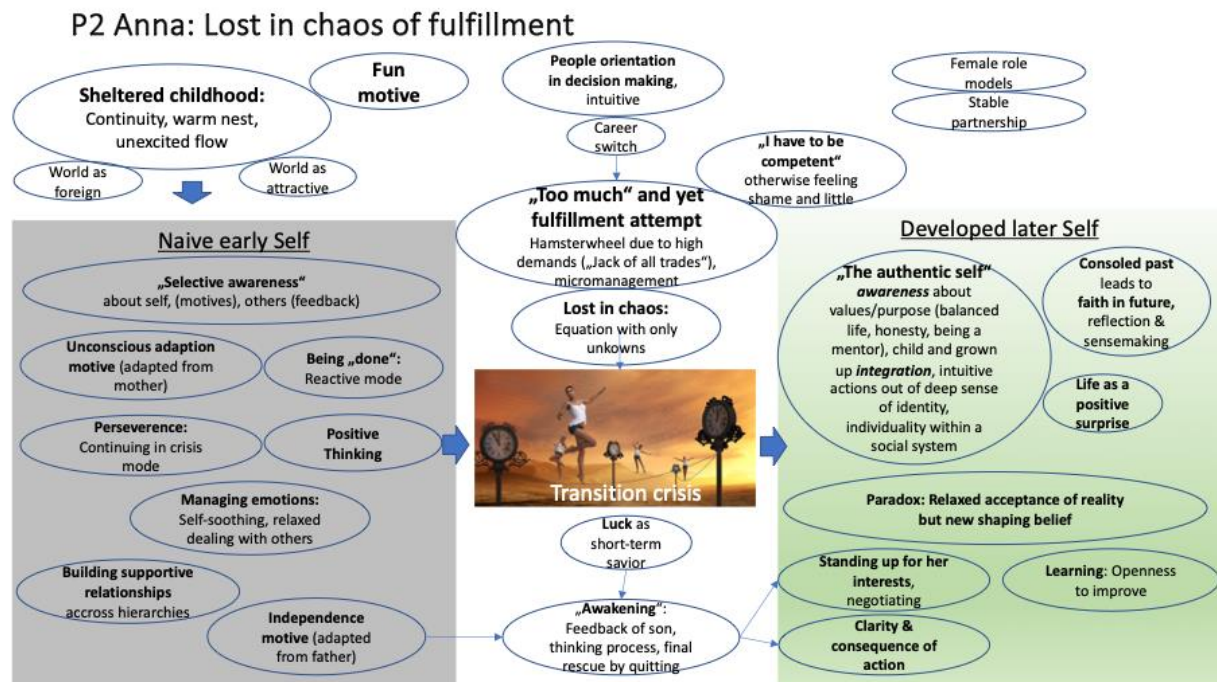 P2 Anna: Lost in chaos of fulfillment
Sheltered childhood:
Continuity, warm nest,
unexcited flow
Fun
motive
World as
foreign
World as
attractive
People orientation
in decision making,
intuitive
Career
switch
„I have to be
competent“
otherwise feeling
shame and little
Female role
models
Stable
partnership
„Too much“ and yet
fulfillment attempt
Hamsterwheel due to high
demands („Jack of all trades“),
micromanagement
Lost in chaos:
Equation with only
unkowns
Transition crisis
Luck as
short-term
savior
„Awakening“:
Feedback of son,
thinking process, final
rescue by quitting
Naive early Self
„Selective awareness“
about self, (motives), others (feedback)
Unconscious adaption
motive (adapted from
mother)
Being „done“:
Reactive mode
Perseverence:
Continuing in crisis
mode
Positive
Thinking
Managing emotions:
Self-soothing, relaxed
dealing with others
Building supportive
relationships
accross hierarchies
Independence
motive (adapted
from father)
Developed later Self
„The authentic self“
awareness about
values/purpose (balanced
life, honesty, being a
mentor), child and grown
up integration, intuitive
actions out of deep sense
of identity,
individuality within a
social system
Consoled past
leads to
faith in future,
reflection &
sensemaking
Life as a
positive
surprise
Paradox: Relaxed acceptance of reality
but new shaping belief
Standing up for her
interests,
negotiating
Learning: Openness
to improve
Clarity &
consequence of
action